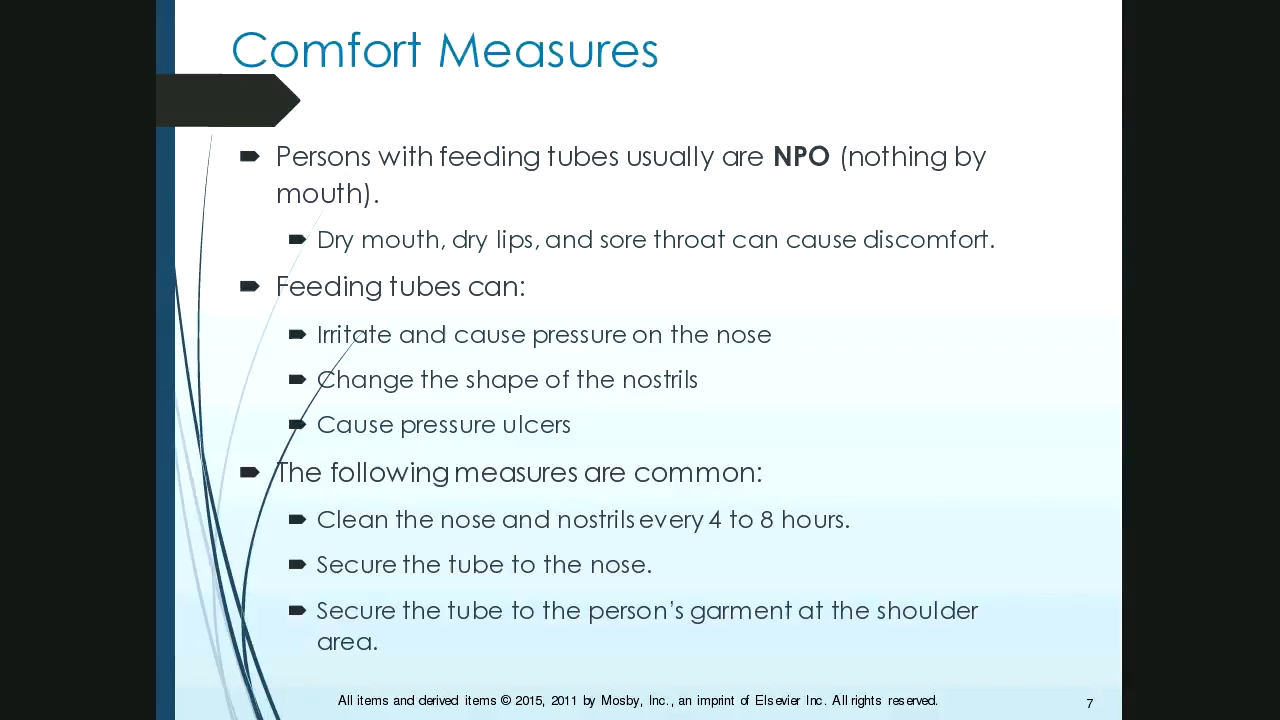 Comfort Measures
Persons with feeding tubes usually are NPO (nothing by
mouth).
Dry mouth, dry lips, and sore throat can cause discomfort.
Feeding tubes can:
Irritate and cause pressure on the nose
Change the shape of the nostrils
Cause pressure ulcers
The following measures are common:
Clean the nose and nostrils every 4 to 8 hours.
Secure the tube to the nose.
Secure the tube to the person's garment at the shoulder
area.
All items and derived items © 2015, 2011 by Mosby, Inc., an imprint of Elsevier Inc. All rights reserved.
7